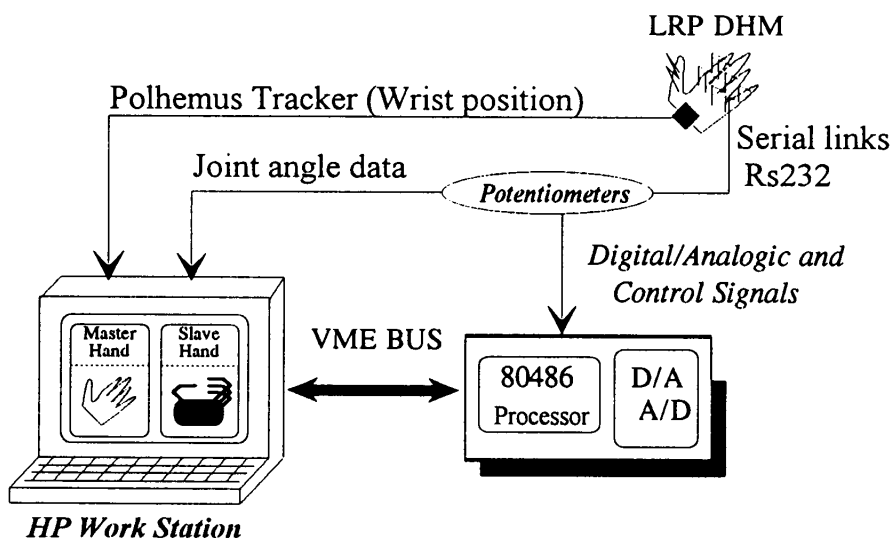 LRP DHM
Polhemus Tracker (Wrist position)
Serial links
Rs232
Joint angle data
Potentiometers
Digital/Analogic and
Control Signals
Master
Hand
Slave
Hand
VME BUS
80486
Processor
D/A
A/D
HP Work Station